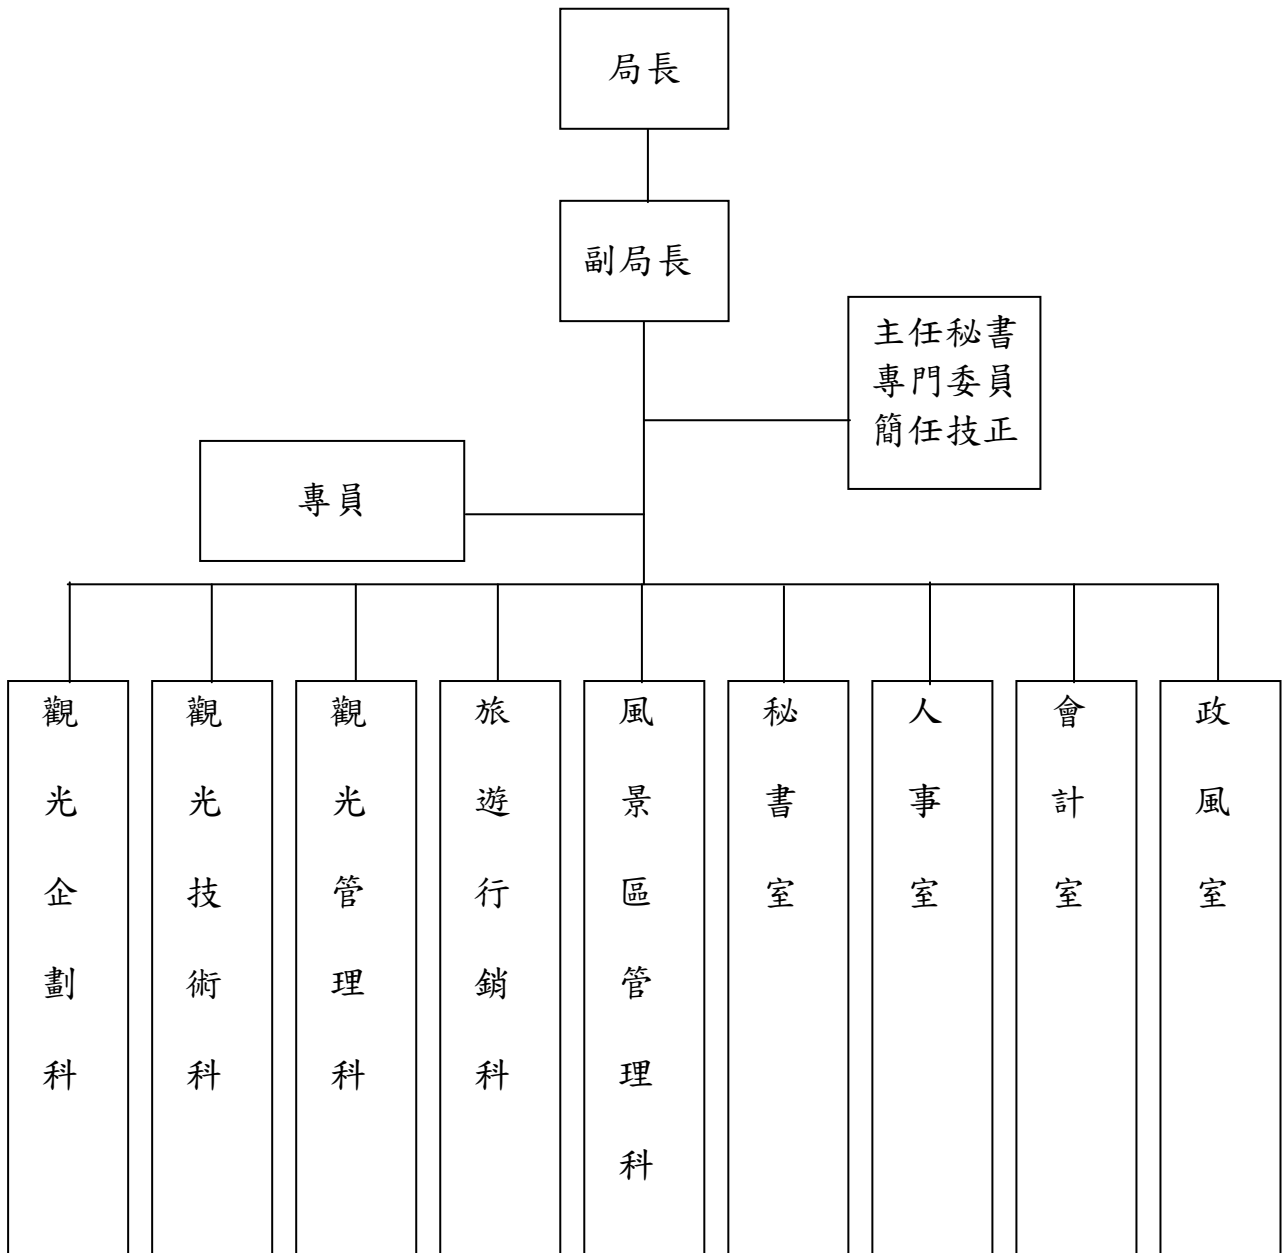 局長
副局長
主任秘書
專門委員
簡任技正
專員
觀光企劃科
觀光技術科
觀光管理科
旅遊行銷科
風景區管理科
秘書室
人事室
會計室
政風室